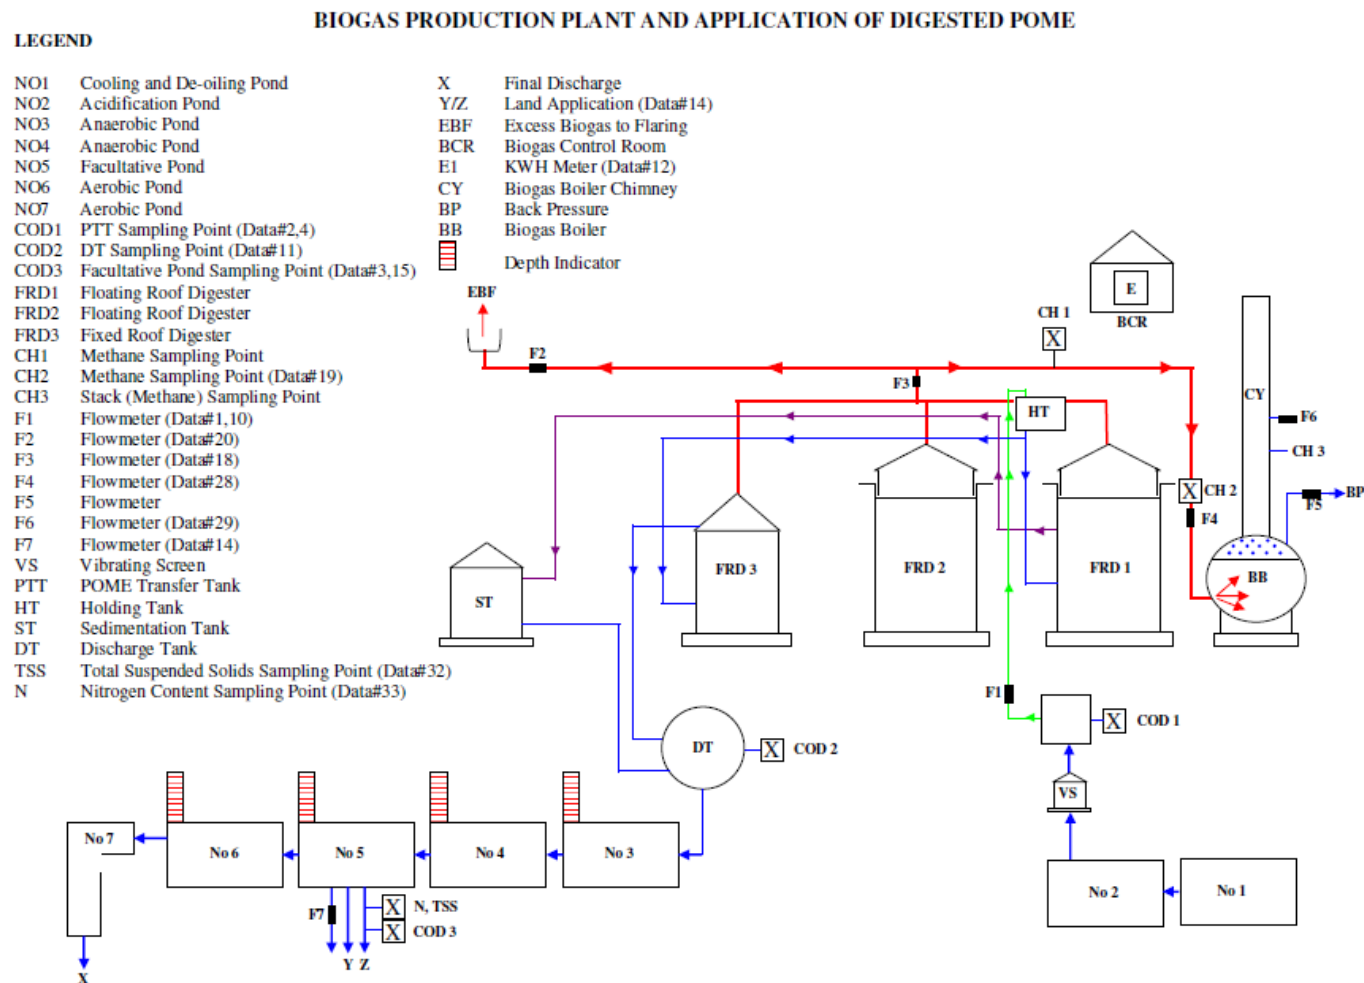 BIOGAS PRODUCTION PLANT AND APPLICATION OF DIGESTED POME
LEGEND
NO1 Cooling and De-oiling Pond
NO2 Acidification Pond
NO3 Anaerobic Pond
NO4 Anaerobic Pond
NO5 Facultative Pond
NO6 Aerobic Pond
NO7 Aerobic Pond
COD1 PTT Sampling Point (Data#2,4)
COD2 DT Sampling Point (Data#11)
COD3 Facultative Pond Sampling Point (Data#3,15)
FRD1 Floating Roof Digester
FRD2 Floating Roof Digester
FRD3 Fixed Roof Digester
CH1 Methane Sampling Point
CH2 Methane Sampling Point (Data#19)
CH3 Stack (Methane) Sampling Point
F1 Flowmeter (Data#1,10)
F2 Flowmeter (Data#20)
F3 Flowmeter (Data#18)
F4 Flowmeter (Data#28)
F5 Flowmeter
F6 Flowmeter (Data#29)
F7 Flowmeter (Data#14)
VS Vibrating Screen
PTT POME Transfer Tank
HT Holding Tank
ST Sedimentation Tank
DT Discharge Tank
TSS Total Suspended Solids Sampling Point (Data#32)
N Nitrogen Content Sampling Point (Data#33)
X Final Discharge
Y/Z Land Application (Data#14)
EBF Excess Biogas to Flaring
BCR Biogas Control Room
E1 KWH Meter (Data#12)
CY Biogas Boiler Chimney
BP Back Pressure
BB Biogas Boiler
Depth Indicator
EBF
E
BCR
CH 1
X
F2
F3
HT
CY
F6
CH 3
X CH 2
F5
BP
F4
FRD 3
FRD 2
FRD 1
BB
ST
F1
X COD 1
DT
X COD 2
VS
No 7
No 6
No 5
No 4
No 3
No 2
No 1
F7
X N, TSS
X COD 3
Y Z
X